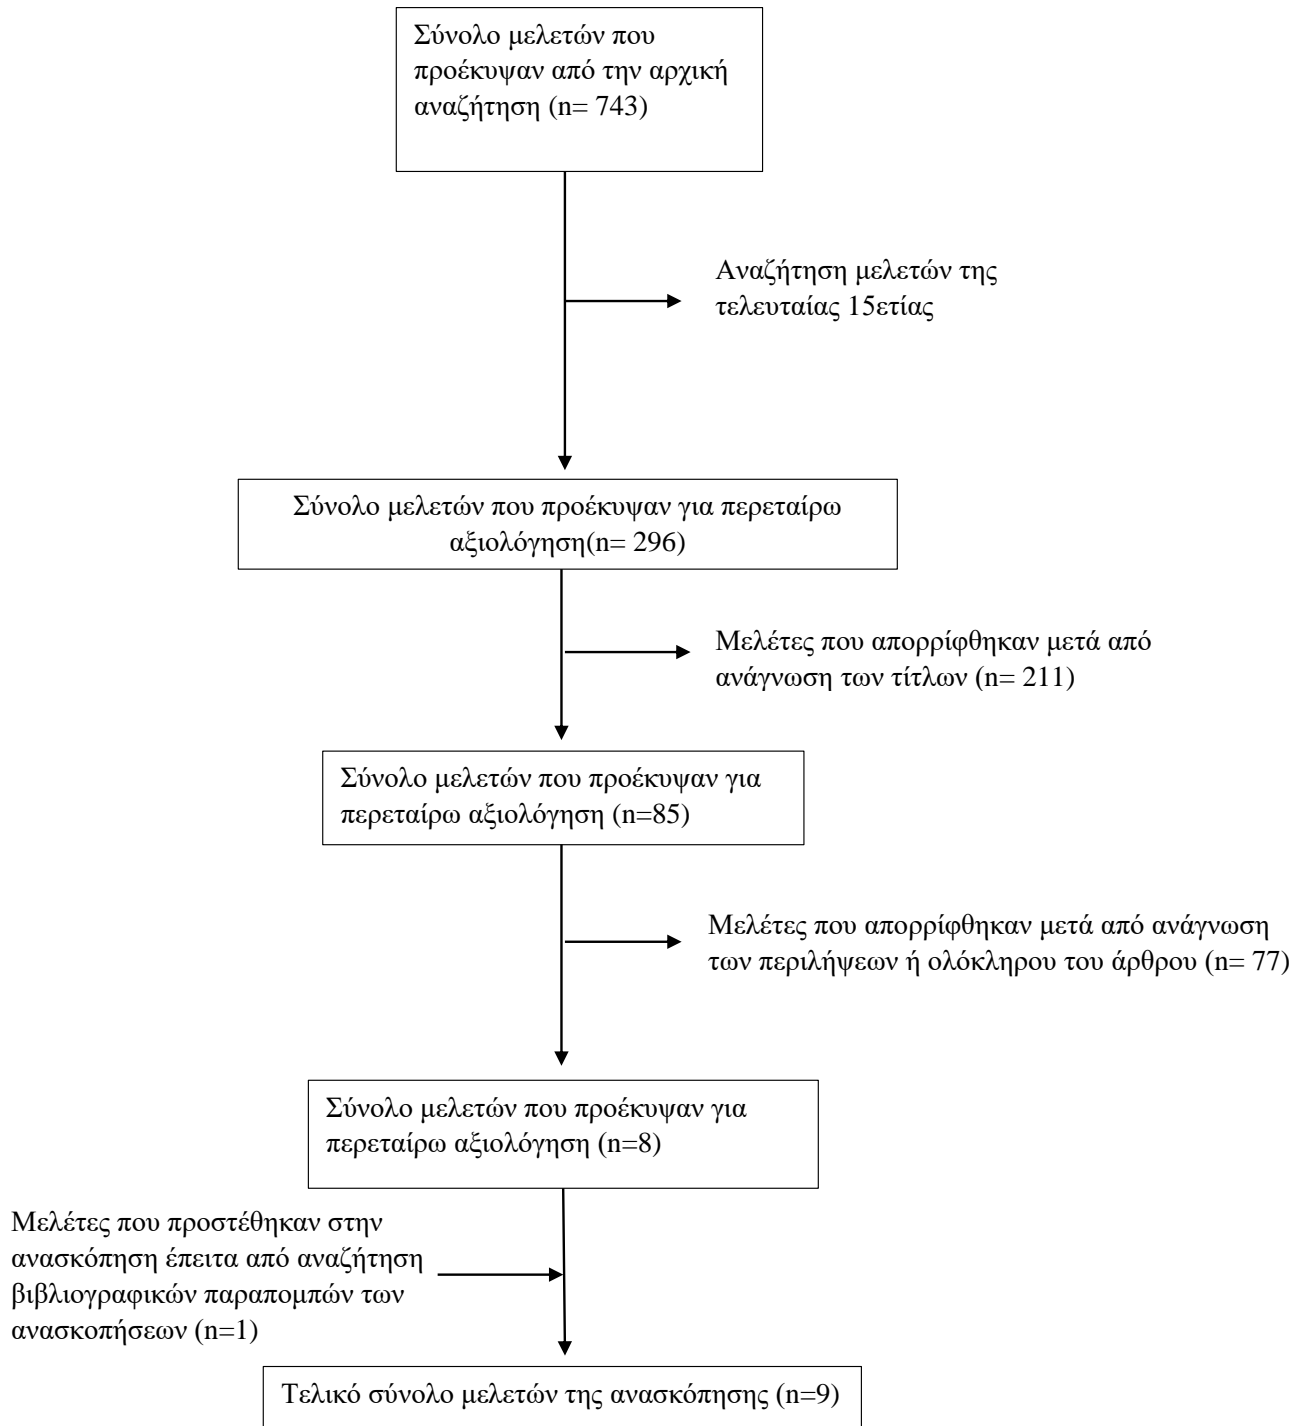 Σύνολο μελετών που
προέκυψαν από την αρχική
αναζήτηση (n= 743)
Αναζήτηση μελετών της
τελευταίας 15ετίας
Σύνολο μελετών που προέκυψαν για περεταίρω
αξιολόγηση(n= 296)
Μελέτες που απορρίφθηκαν μετά από
ανάγνωση των τίτλων (n= 211)
Σύνολο μελετών που προέκυψαν για
περεταίρω αξιολόγηση (n=85)
Μελέτες που απορρίφθηκαν μετά από ανάγνωση
των περιλήψεων ή ολόκληρου του άρθρου (n= 77)
Σύνολο μελετών που προέκυψαν για
περεταίρω αξιολόγηση (n=8)
Μελέτες που προστέθηκαν στην
ανασκόπηση έπειτα από αναζήτηση
βιβλιογραφικών παραπομπών των
ανασκοπήσεων (n=1)
Τελικό σύνολο μελετών της ανασκόπησης (n=9)